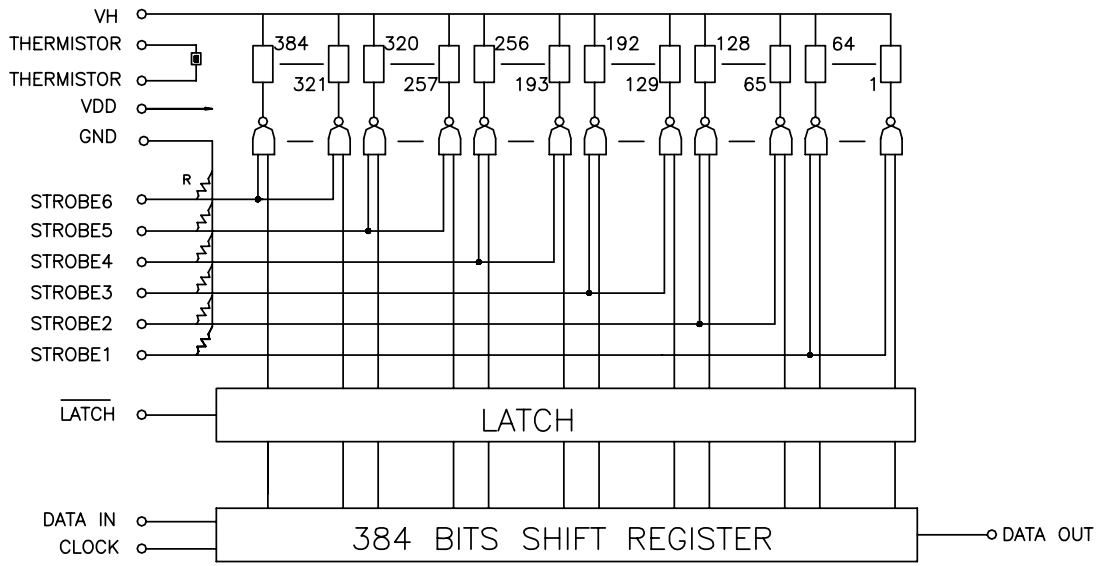 VH
384 320 256 192 128 64
THERMISTOR
THERMISTOR
321 257 193 129 65 1
VDD
GND
R
STROBE6
STROBE5
STROBE4
STROBE3
STROBE2
STROBE1
LATCH
LATCH
DATA IN
384 BITS SHIFT REGISTER
DATA OUT
CLOCK